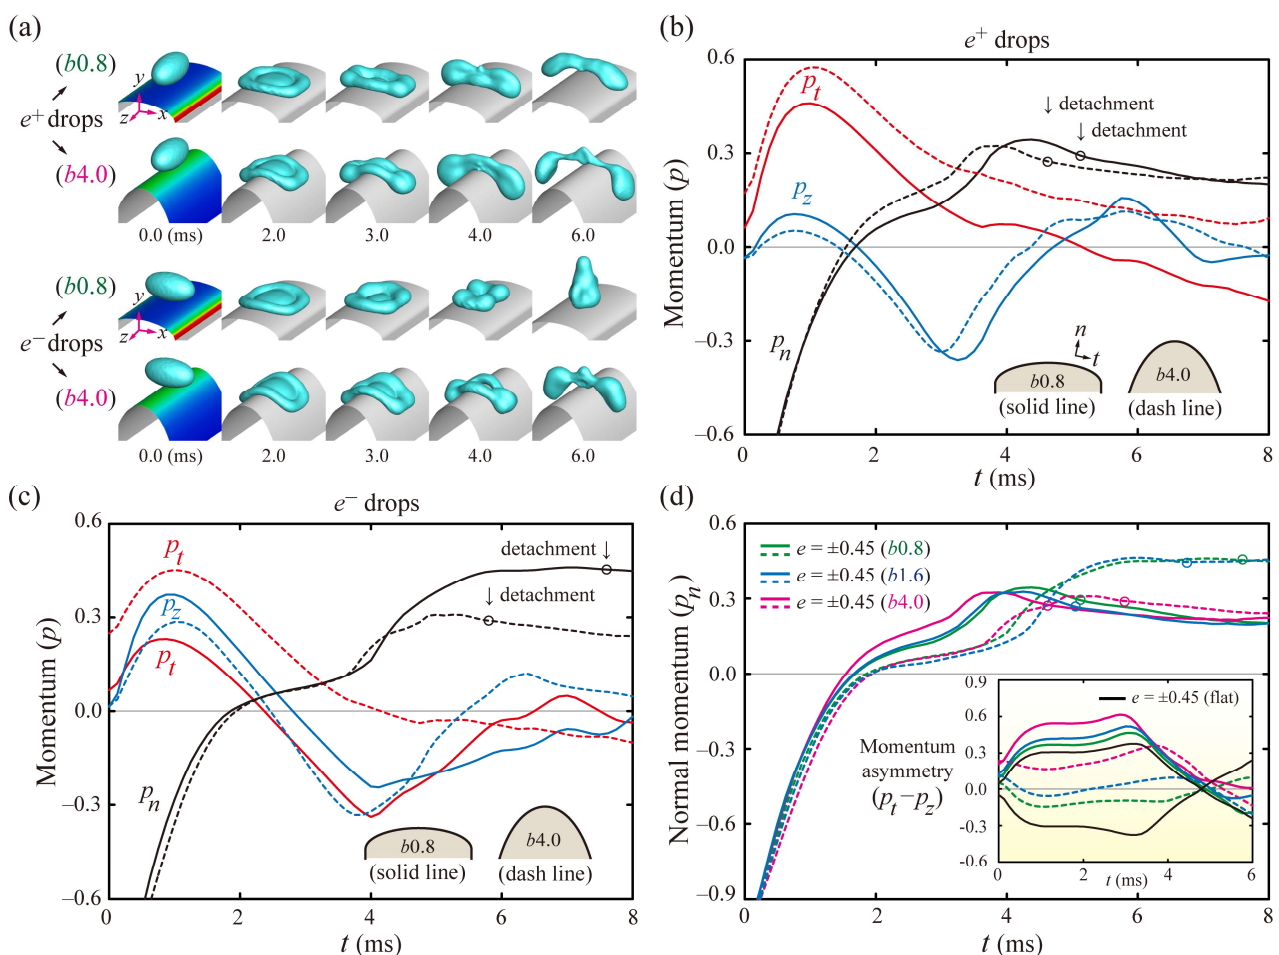 (a)
(b0.8)
e⁺ drops
(b4.0)
y
z
x
0.0 (ms)
2.0
3.0
4.0
6.0
(b0.8)
e⁻ drops
(b4.0)
y
z
x
0.0 (ms)
2.0
3.0
4.0
6.0
(b)
e⁺ drops
Momentum (p)
0.6
0.3
0.0
−0.3
−0.6
pₜ
p_z
pₙ
↓ detachment
↓ detachment
n
t
b0.8
(solid line)
b4.0
(dash line)
0
2
4
6
8
t (ms)
(c)
e⁻ drops
Momentum (p)
0.6
0.3
0.0
−0.3
−0.6
pₜ
p_z
pₜ
pₙ
detachment ↓
↓ detachment
b0.8
(solid line)
b4.0
(dash line)
0
2
4
6
8
t (ms)
(d)
Normal momentum (pₙ)
0.6
0.3
0.0
−0.3
−0.6
−0.9
e = ±0.45 (b0.8)
e = ±0.45 (b1.6)
e = ±0.45 (b4.0)
Momentum
asymmetry
(pₜ−p_z)
e = ±0.45 (flat)
0.9
0.6
0.3
0.0
-0.3
-0.6
0
2
4
6
t (ms)
0
2
4
6
8
t (ms)